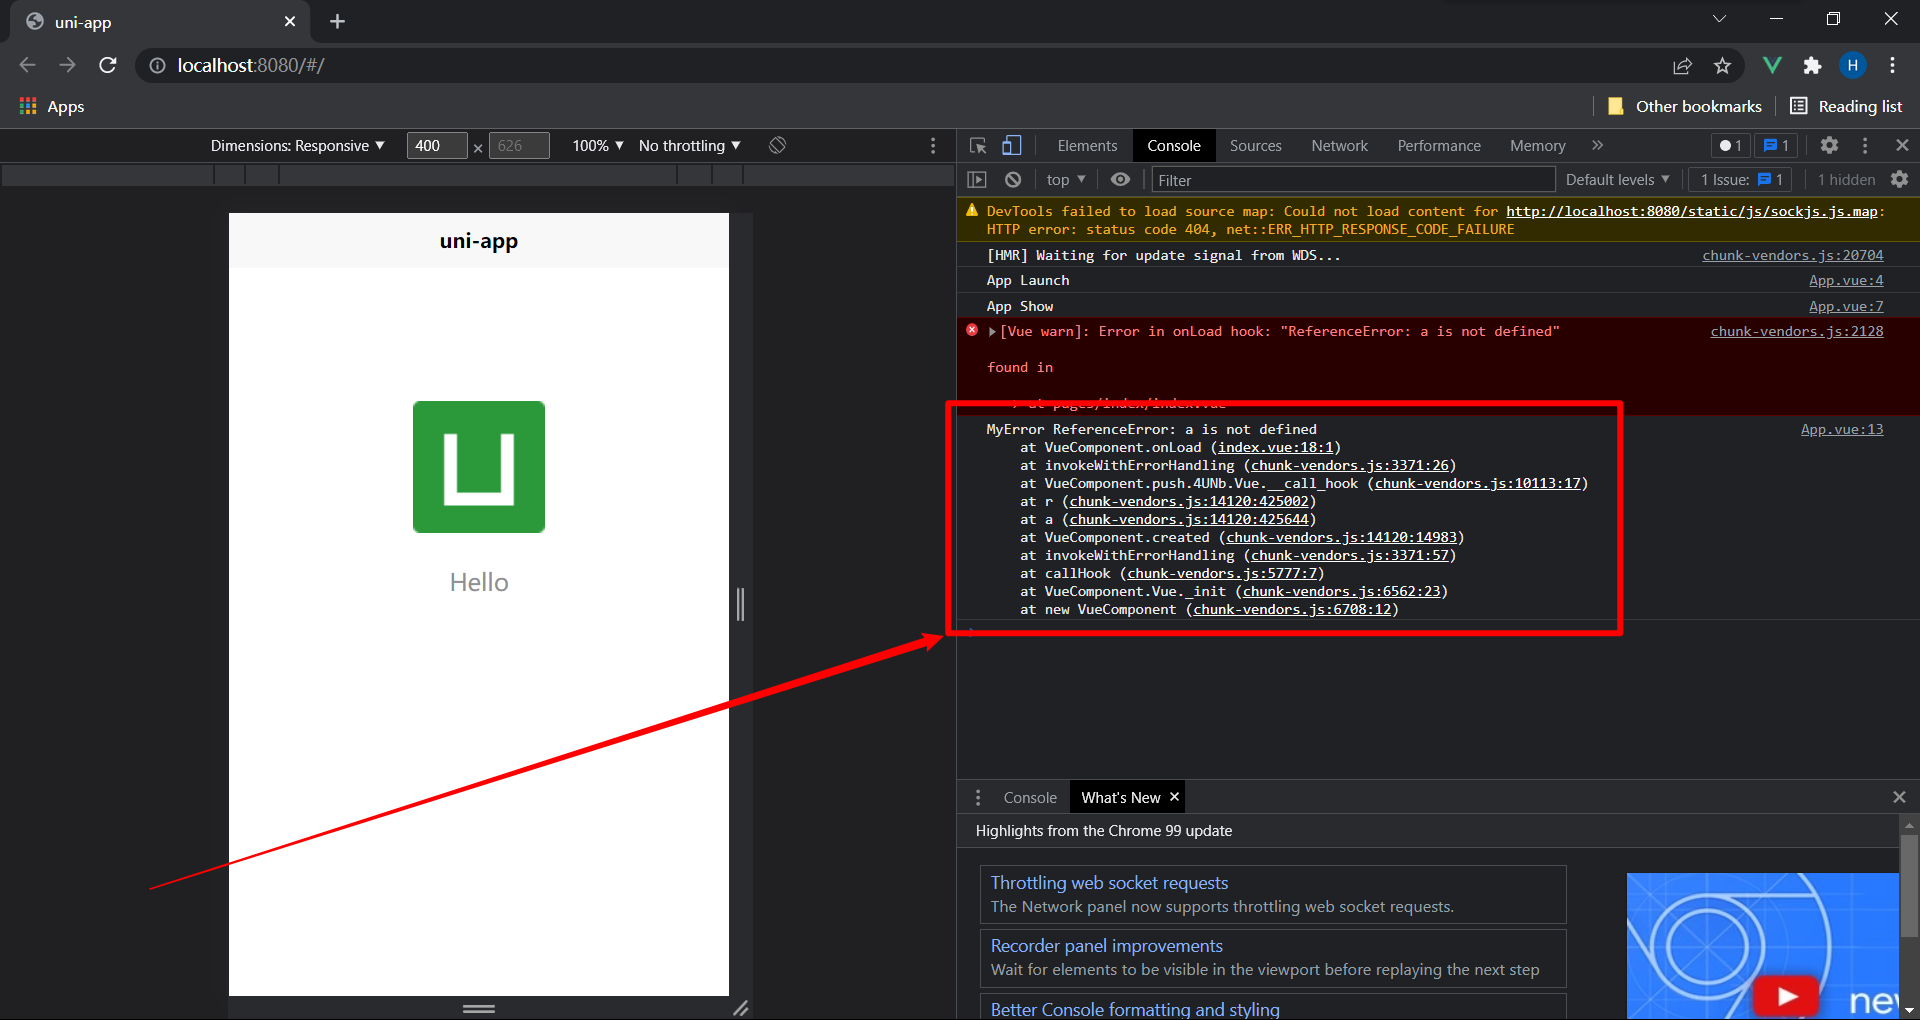 uni-app
localhost:8080/#/
H
Apps
Other bookmarks
Reading list
Dimensions: Responsive
400
×
626
100%
No throttling
Elements
Console
Sources
Network
Performance
Memory
1
1
top
Filter
Default levels
1 Issue: 1
1 hidden
uni-app
Hello
DevTools failed to load source map: Could not load content for http://localhost:8080/static/js/sockjs.js.map:
HTTP error: status code 404, net::ERR_HTTP_RESPONSE_CODE_FAILURE
[HMR] Waiting for update signal from WDS... chunk-vendors.js:20704
App Launch App.vue:4
App Show App.vue:7
[Vue warn]: Error in onLoad hook: "ReferenceError: a is not defined" chunk-vendors.js:2128
found in
---> at pages/index/index.vue
MyError ReferenceError: a is not defined App.vue:13
at VueComponent.onLoad (index.vue:18:1)
at invokeWithErrorHandling (chunk-vendors.js:3371:26)
at VueComponent.push.4UNb.Vue.__call_hook (chunk-vendors.js:10113:17)
at r (chunk-vendors.js:14120:425002)
at a (chunk-vendors.js:14120:425644)
at VueComponent.created (chunk-vendors.js:14120:14983)
at invokeWithErrorHandling (chunk-vendors.js:3371:57)
at callHook (chunk-vendors.js:5777:7)
at VueComponent.Vue._init (chunk-vendors.js:6562:23)
at new VueComponent (chunk-vendors.js:6708:12)
Console
What's New
Highlights from the Chrome 99 update
Throttling web socket requests
The Network panel now supports throttling web socket requests.
Recorder panel improvements
Wait for elements to be visible in the viewport before replaying the next step
Better Console formatting and styling